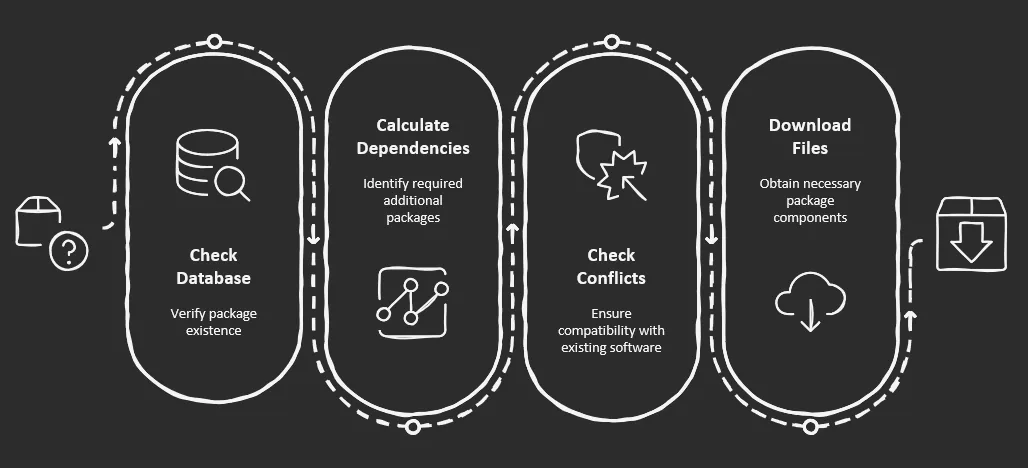 Check
Database
Verify package
existence
Calculate
Dependencies
Identify required
additional
packages
Check
Conflicts
Ensure
compatibility with
existing software
Download
Files
Obtain necessary
package
components
?